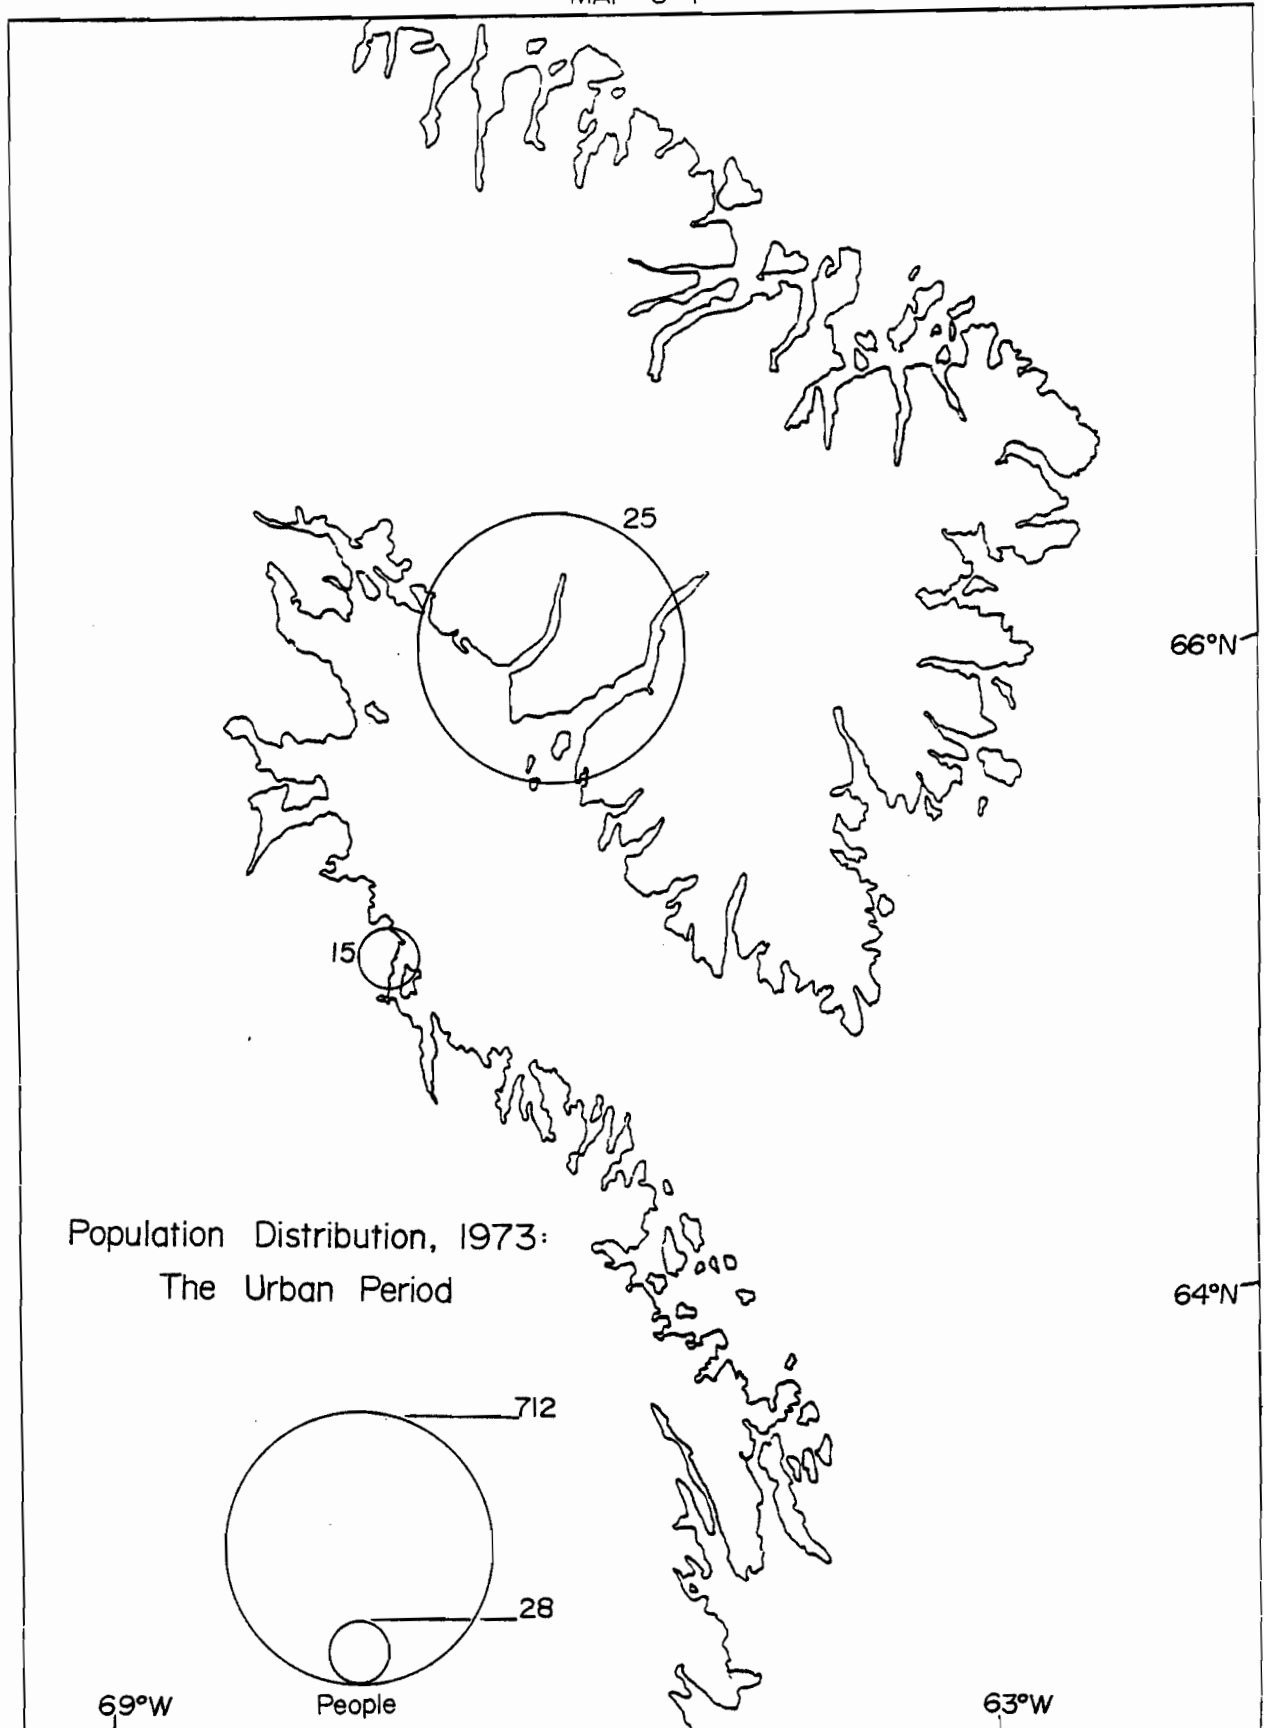 25
66°N
15
Population Distribution, 1973:
The Urban Period
64°N
712
28
69°W
People
63°W